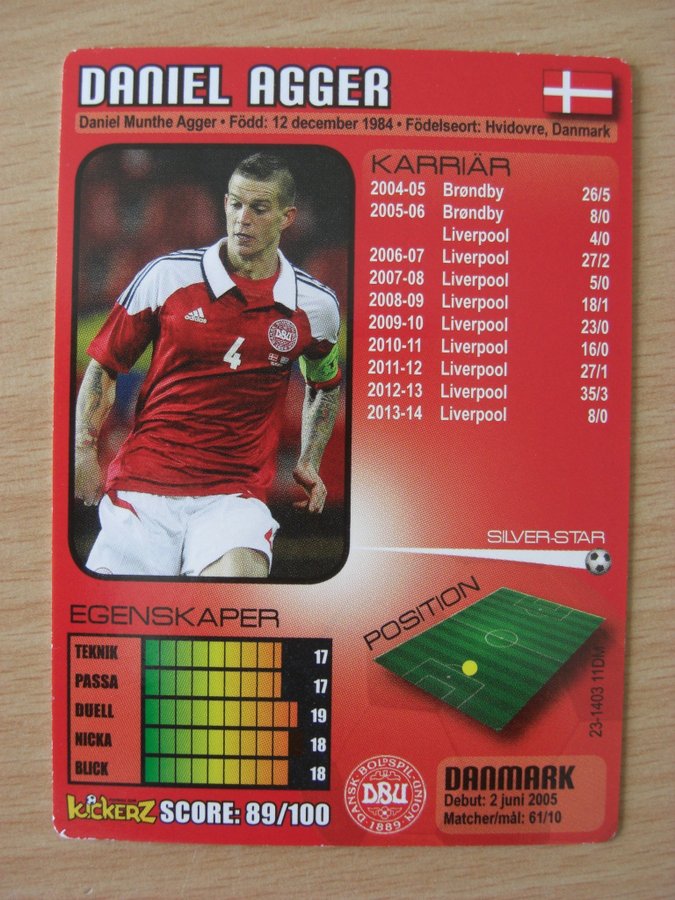 DANIEL AGGER
Daniel Munthe Agger • Född: 12 december 1984 • Födelseort: Hvidovre, Danmark
KARRIÄR
2004-05 Brøndby 26/5
2005-06 Brøndby 8/0
Liverpool 4/0
2006-07 Liverpool 27/2
2007-08 Liverpool 5/0
2008-09 Liverpool 18/1
2009-10 Liverpool 23/0
2010-11 Liverpool 16/0
2011-12 Liverpool 27/1
2012-13 Liverpool 35/3
2013-14 Liverpool 8/0
adidas
DBU
4
SILVER-STAR
EGENSKAPER
TEKNIK 17
PASSA 17
DUELL 19
NICKA 18
BLICK 18
POSITION
23-1403 11DM
KICKERZ SCORE: 89/100
DANSK BOLDSPIL-UNION
DBU
1889
DANMARK
Debut: 2 juni 2005
Matcher/mål: 61/10